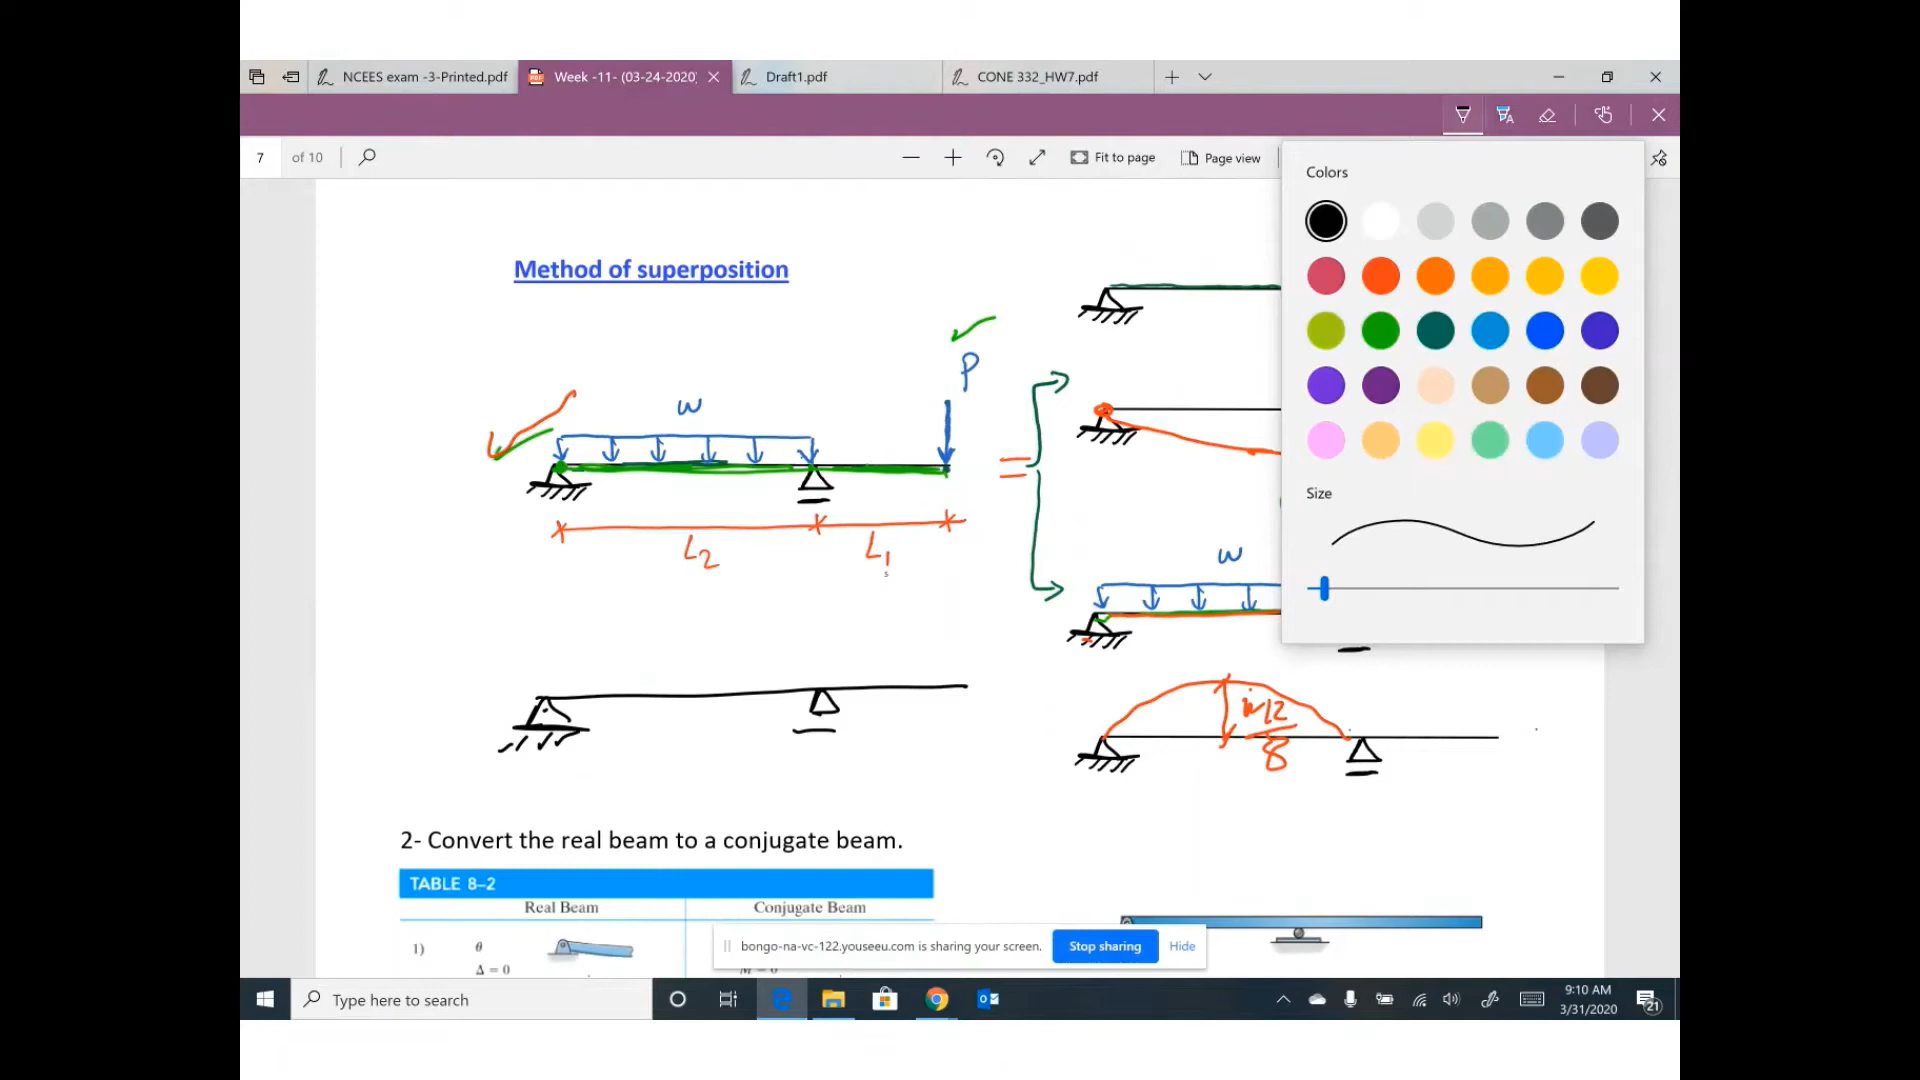 NCEES exam -3-Printed.pdf
Week -11- (03-24-2020)
Draft1.pdf
CONE 332_HW7.pdf
7 of 10
Fit to page
Page view
Colors
Size
Method of superposition
P
w
=
L2
L1
w
8
2- Convert the real beam to a conjugate beam.
TABLE 8–2
Real Beam
Conjugate Beam
1)
θ
Δ = 0
bongo-na-vc-122.youseeu.com is sharing your screen.
Stop sharing
Hide
Type here to search
9:10 AM
3/31/2020
21